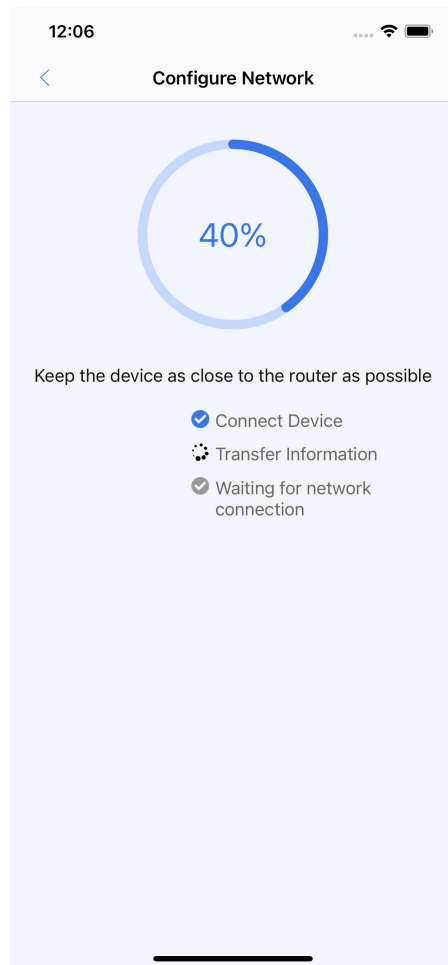 12:06
Configure Network
40%
Keep the device as close to the router as possible
Connect Device
Transfer Information
Waiting for network
connection